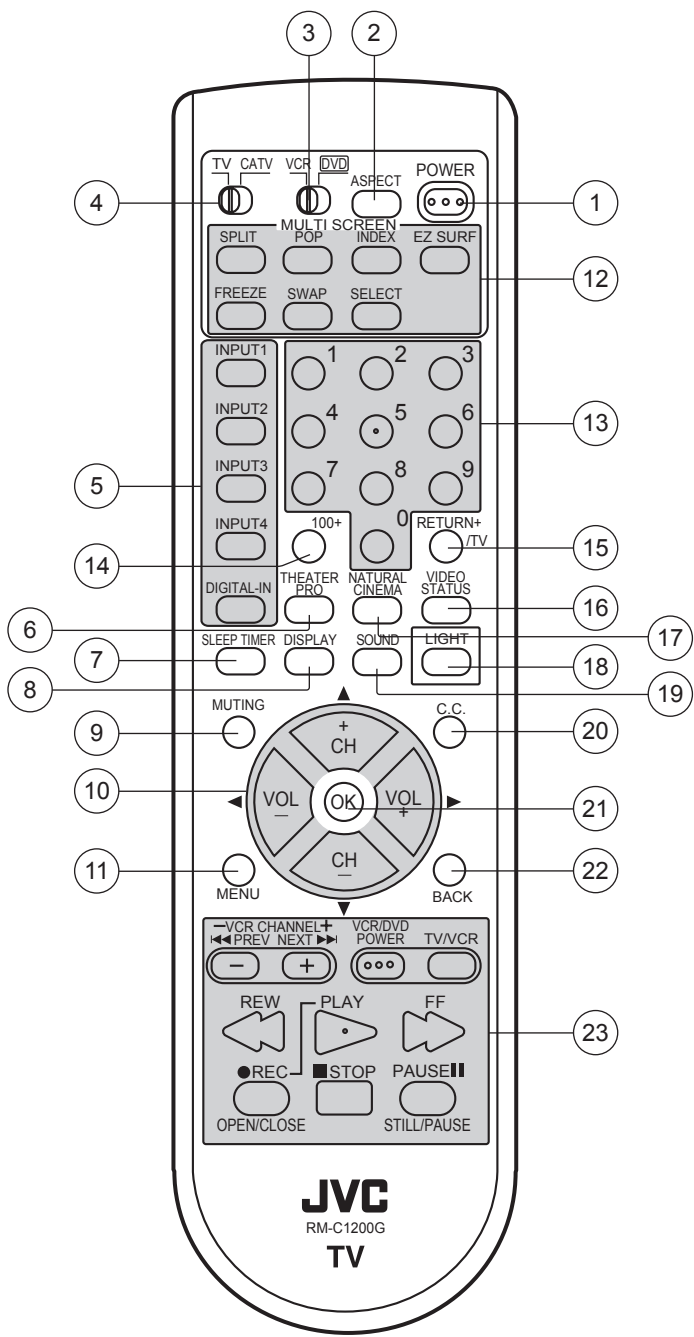 3 2
TV CATV VCR DVD ASPECT POWER
4 1
MULTI SCREEN
SPLIT POP INDEX EZ SURF
12
FREEZE SWAP SELECT
INPUT1 1 2 3
INPUT2 4 5 6
13
INPUT3 7 8 9
5
INPUT4 100+ 0 RETURN+
/TV
14 15
DIGITAL-IN THEATER NATURAL VIDEO
PRO CINEMA STATUS
6 16
17
SLEEP TIMER DISPLAY SOUND LIGHT
7 18
8 19
MUTING C.C.
9 20
+
CH
10
VOL OK VOL
− +
21
CH
−
11 22
MENU BACK
−VCR CHANNEL+ VCR/DVD
PREV NEXT POWER TV/VCR
− +
REW PLAY FF
23
REC STOP PAUSE
OPEN/CLOSE STILL/PAUSE
JVC
RM-C1200G
TV